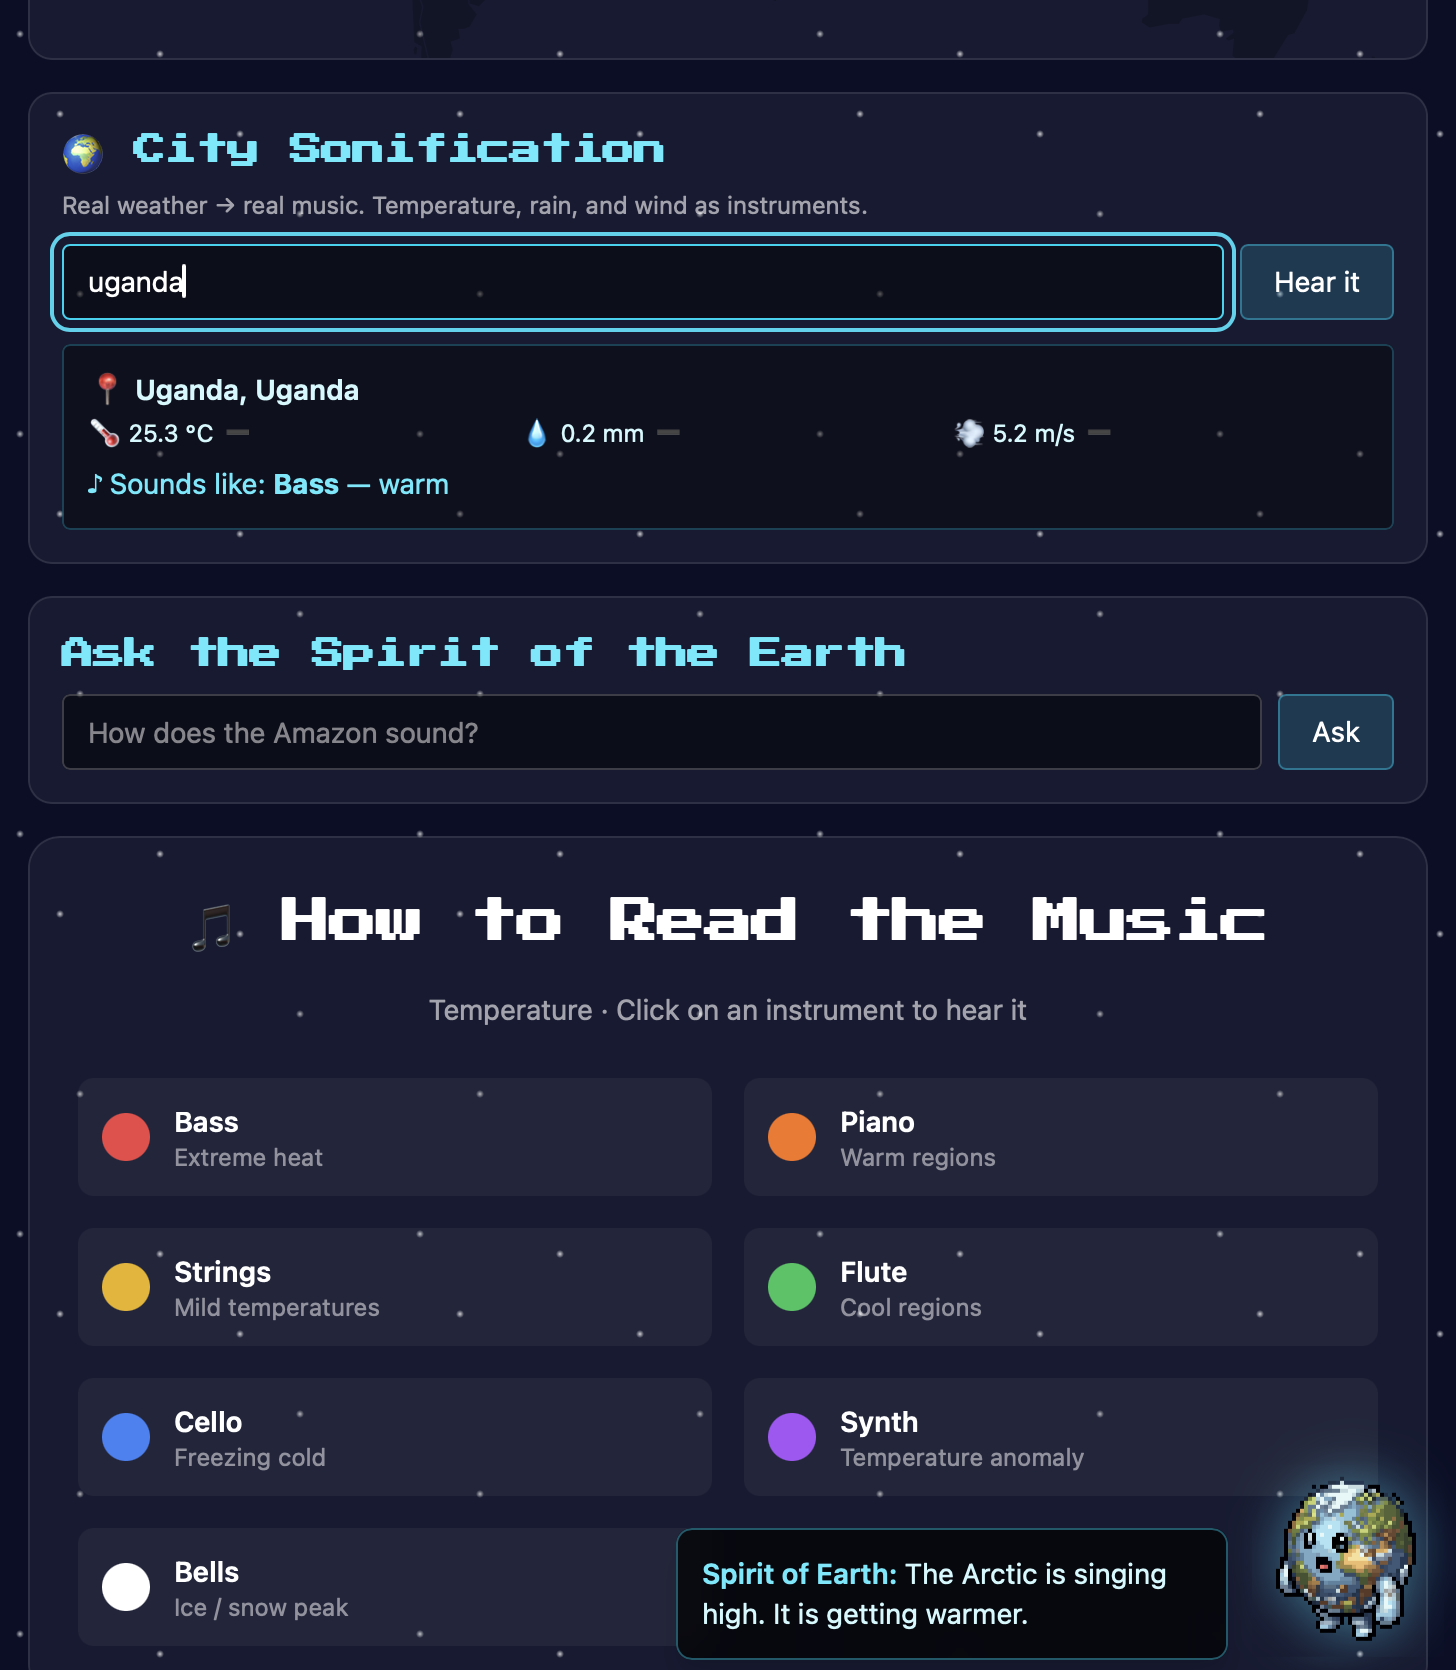 City Sonification
Real weather → real music. Temperature, rain, and wind as instruments.
uganda
Hear it
Uganda, Uganda
25.3 °C
0.2 mm
5.2 m/s
♪ Sounds like: Bass — warm
Ask the Spirit of the Earth
How does the Amazon sound?
Ask
How to Read the Music
Temperature · Click on an instrument to hear it
Bass
Extreme heat
Piano
Warm regions
Strings
Mild temperatures
Flute
Cool regions
Cello
Freezing cold
Synth
Temperature anomaly
Bells
Ice / snow peak
Spirit of Earth: The Arctic is singing
high. It is getting warmer.